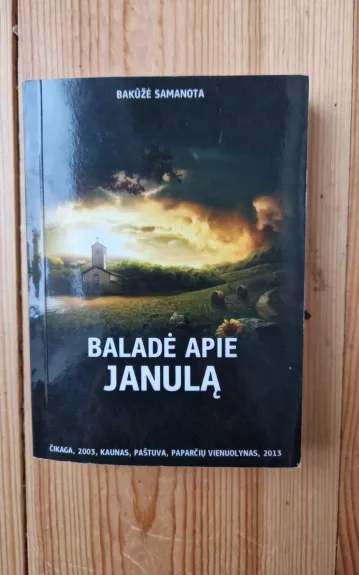 BAKŪŽĖ SAMANOTA
BALADĖ APIE
JANULĄ
ČIKAGA, 2003, KAUNAS, PAŠTUVA, PAPARČIŲ VIENUOLYNAS, 2013